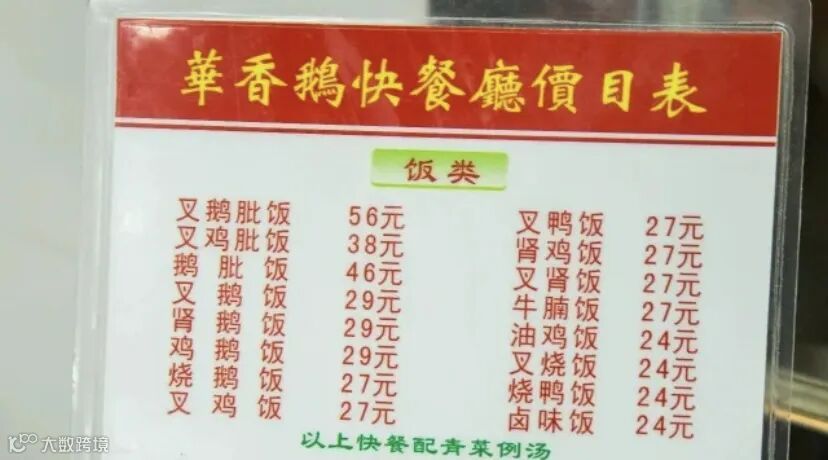 華香鵝快餐廳價目表
饭类
叉鹅肶饭 56元
叉鸡肶饭 38元
鹅肶饭 46元
叉鹅饭 29元
肾鹅饭 29元
鸡鹅饭 29元
烧鹅饭 27元
叉鸡饭 27元
叉鸭饭 27元
肾鸡饭 27元
叉肾饭 27元
牛腩饭 27元
油鸡饭 24元
叉烧饭 24元
烧鸭饭 24元
卤味饭 24元
以上快餐配青菜例汤
大数跨境